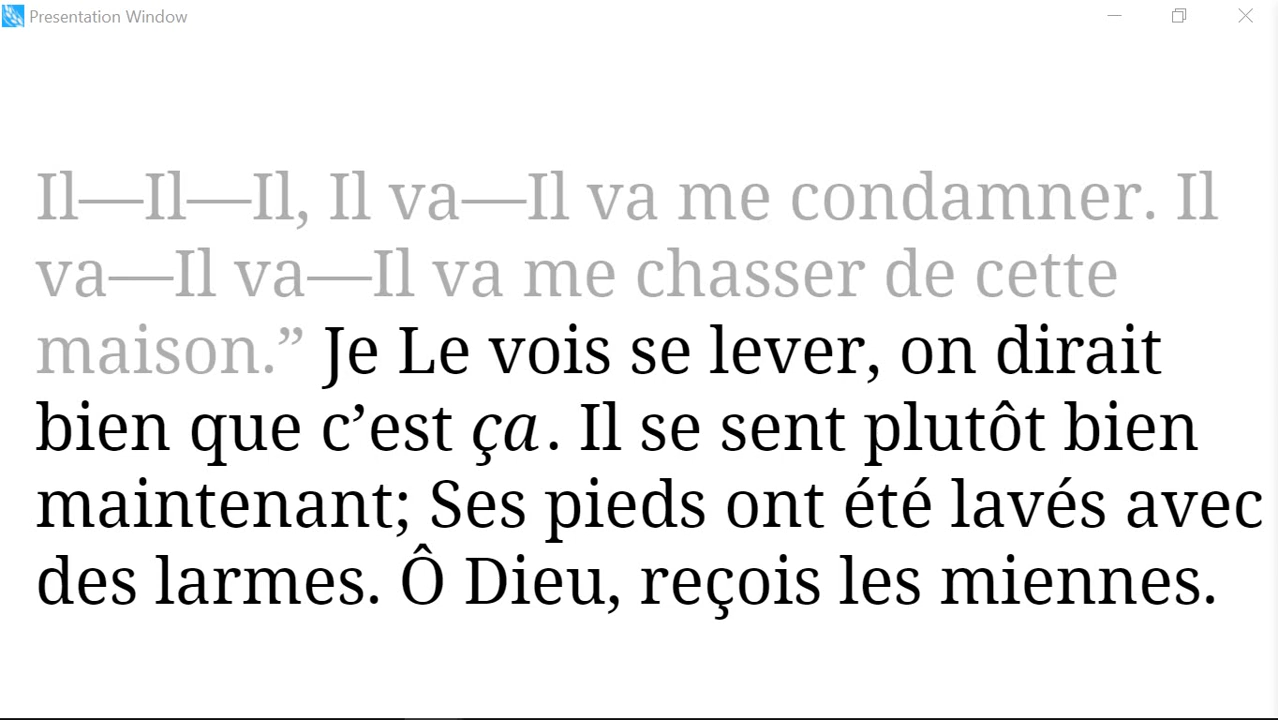 Presentation Window
Il—Il—Il, Il va—Il va me condamner. Il
va—Il va—Il va me chasser de cette
maison.” Je Le vois se lever, on dirait
bien que c’est ça. Il se sent plutôt bien
maintenant; Ses pieds ont été lavés avec
des larmes. Ô Dieu, reçois les miennes.